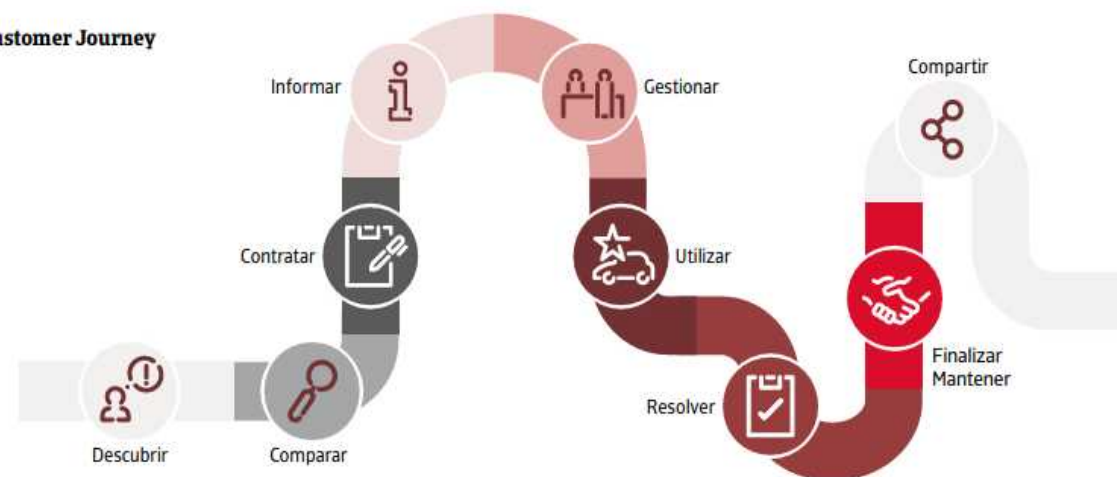 ustomer Journey
Descubrir
Comparar
Contratar
Informar
Gestionar
Utilizar
Resolver
Finalizar
Mantener
Compartir